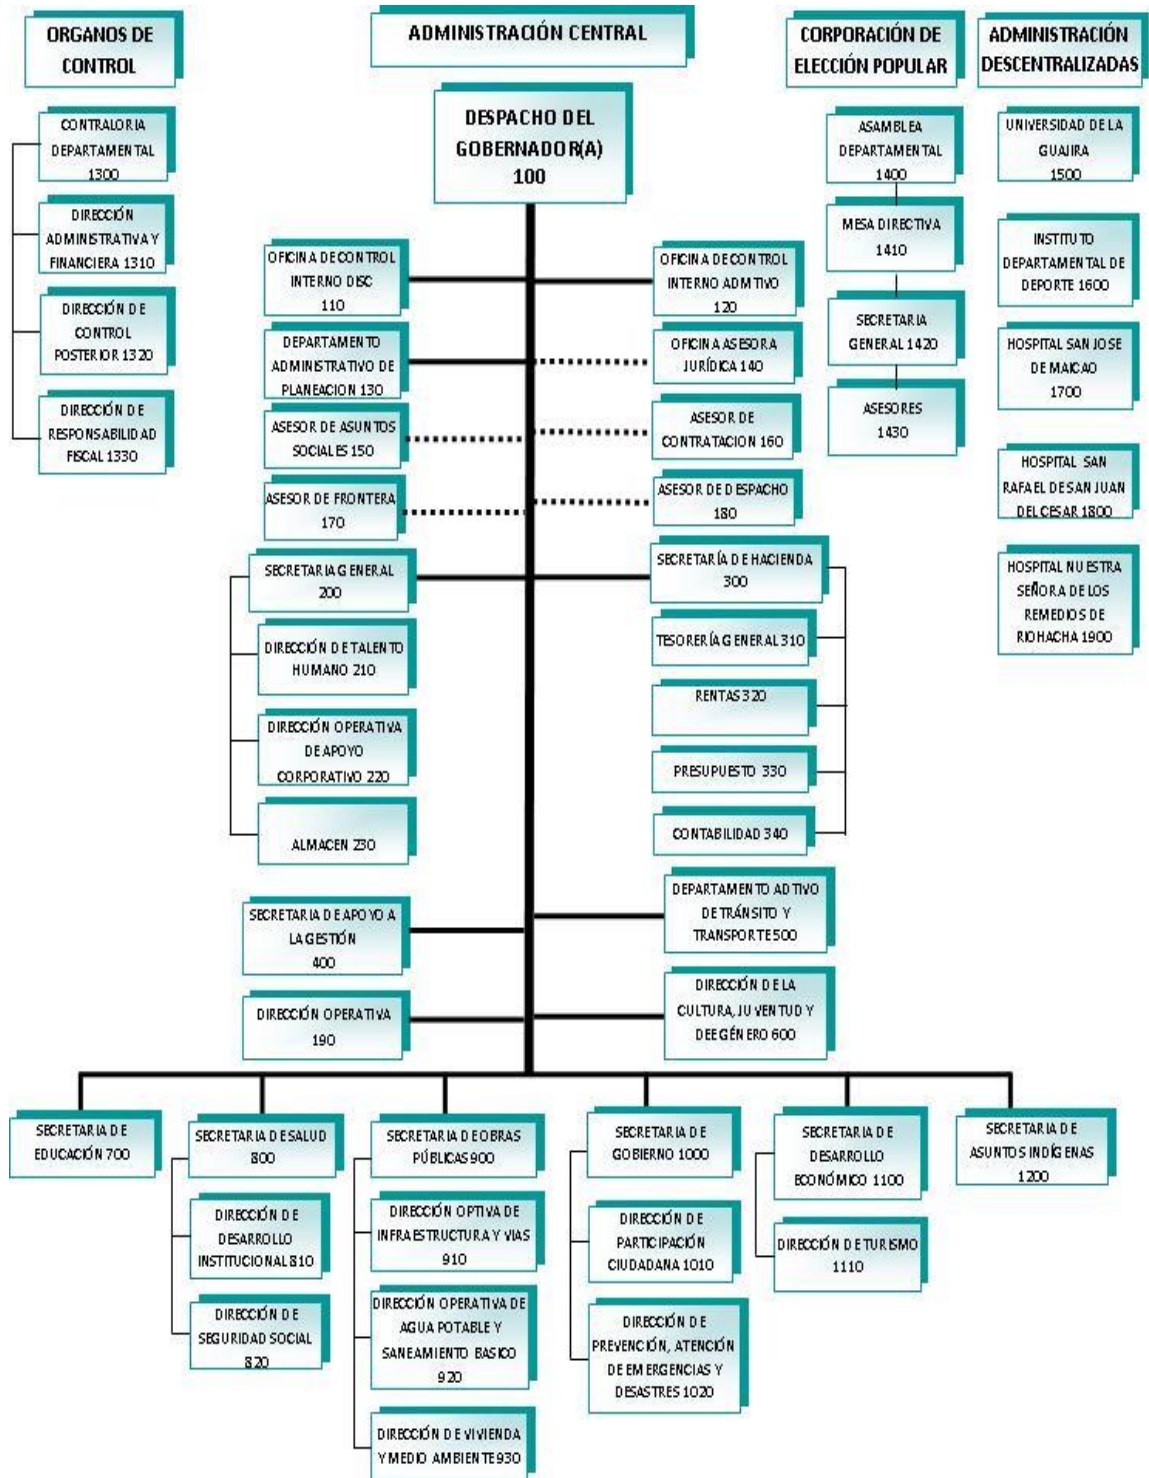 ORGANOS DE
CONTROL
CONTRALORIA
DEPARTAMENTAL
1300
DIRECCIÓN
ADMINISTRATIVA Y
FINANCIERA 1310
DIRECCIÓN DE
CONTROL
POSTERIOR 1320
DIRECCIÓN DE
RESPONSABILIDAD
FISCAL 1330
ADMINISTRACIÓN CENTRAL
DESPACHO DEL
GOBERNADOR(A)
100
OFICINA DE CONTROL
INTERNO DISC
110
OFICINA DE CONTROL
INTERNO ADMTIVO
120
DEPARTAMENTO
ADMINISTRATIVO DE
PLANEACION 130
OFICINA ASESORA
JURÍDICA 140
ASESOR DE ASUNTOS
SOCIALES 150
ASESOR DE
CONTRATACION 160
ASESOR DE FRONTERA
170
ASESOR DE DESPACHO
180
SECRETARIA GENERAL
200
DIRECCIÓN DE TALENTO
HUMANO 210
DIRECCIÓN OPERATIVA
DE APOYO
CORPORATIVO 220
ALMACEN 230
SECRETARÍA DE HACIENDA
300
TESORERÍA GENERAL 310
RENTAS 320
PRESUPUESTO 330
CONTABILIDAD 340
SECRETARIA DE APOYO A
LA GESTIÓN
400
DEPARTAMENTO ADTIVO
DE TRÁNSITO Y
TRANSPORTE 500
DIRECCIÓN OPERATIVA
190
DIRECCIÓN DE LA
CULTURA, JUVENTUD Y
DEE GÉNERO 600
CORPORACIÓN DE
ELECCIÓN POPULAR
ASAMBLEA
DEPARTAMENTAL
1400
MESA DIRECTIVA
1410
SECRETARIA
GENERAL 1420
ASESORES
1430
ADMINISTRACIÓN
DESCENTRALIZADAS
UNIVERSIDAD DE LA
GUAJIRA
1500
INSTITUTO
DEPARTAMENTAL DE
DEPORTE 1600
HOSPITAL SAN JOSE
DE MAICAO
1700
HOSPITAL SAN
RAFAEL DE SAN JUAN
DEL CESAR 1800
HOSPITAL NUESTRA
SEÑORA DE LOS
REMEDIOS DE
RIOHACHA 1900
SECRETARIA DE
EDUCACIÓN 700
SECRETARIA DE SALUD
800
DIRECCIÓN DE
DESARROLLO
INSTITUCIONAL 810
DIRECCIÓN DE
SEGURIDAD SOCIAL
820
SECRETARIA DE OBRAS
PÚBLICAS 900
DIRECCIÓN OPTIVA DE
INFRAESTRUCTURA Y VIAS
910
DIRECCIÓN OPERATIVA DE
AGUA POTABLE Y
SANEAMIENTO BASICO
920
DIRECCIÓN DE VIVIENDA
Y MEDIO AMBIENTE 930
SECRETARIA DE
GOBIERNO 1000
DIRECCIÓN DE
PARTICIPACIÓN
CIUDADANA 1010
DIRECCIÓN DE
PREVENCIÓN, ATENCIÓN
DE EMERGENCIAS Y
DESASTRES 1020
SECRETARIA DE
DESARROLLO
ECONÓMICO 1100
DIRECCIÓN DE TURISMO
1110
SECRETARIA DE
ASUNTOS INDÍGENAS
1200